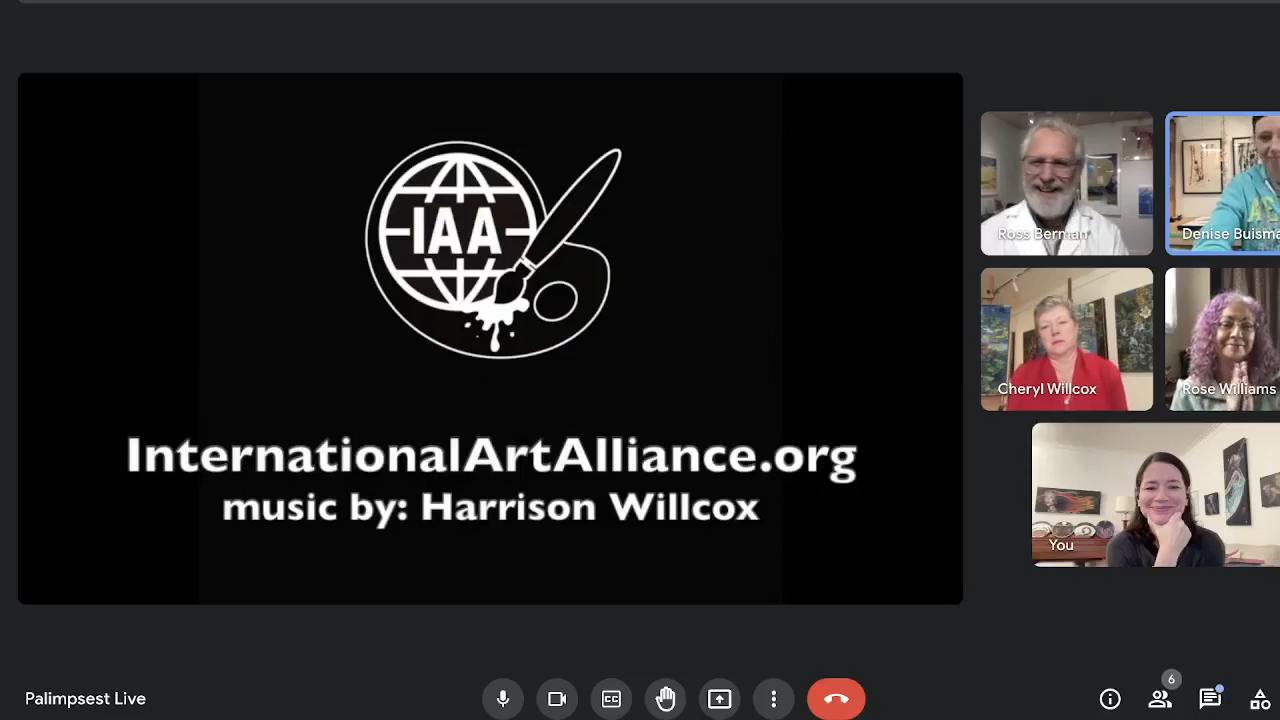 IAA
InternationalArtAlliance.org
music by: Harrison Willcox
Ross Berman
Denise Buisma
Cheryl Willcox
Rose Williams
You
Palimpsest Live
CC
6